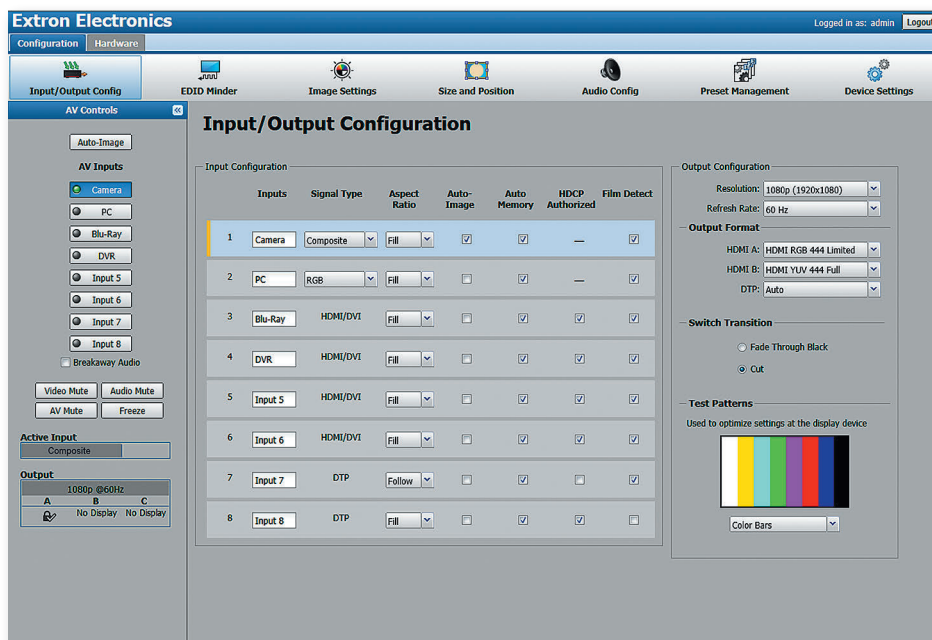 Extron Electronics
Logged in as: admin Logout
Configuration Hardware
Input/Output Config EDID Minder Image Settings Size and Position Audio Config Preset Management Device Settings
AV Controls
Auto-Image
AV Inputs
Camera
PC
Blu-Ray
DVR
Input 5
Input 6
Input 7
Input 8
Breakaway Audio
Video Mute Audio Mute
AV Mute Freeze
Active Input
Composite
Output
1080p @60Hz
A B C
No Display No Display
Input/Output Configuration
Input Configuration
Inputs Signal Type Aspect Ratio Auto-Image Auto Memory HDCP Authorized Film Detect
1 Camera Composite Fill —
2 PC RGB Fill —
3 Blu-Ray HDMI/DVI Fill
4 DVR HDMI/DVI Fill
5 Input 5 HDMI/DVI Fill
6 Input 6 HDMI/DVI Fill
7 Input 7 DTP Follow
8 Input 8 DTP Fill
Output Configuration
Resolution: 1080p (1920x1080)
Refresh Rate: 60 Hz
Output Format
HDMI A: HDMI RGB 444 Limited
HDMI B: HDMI YUV 444 Full
DTP: Auto
Switch Transition
Fade Through Black
Cut
Test Patterns
Used to optimize settings at the display device
Color Bars